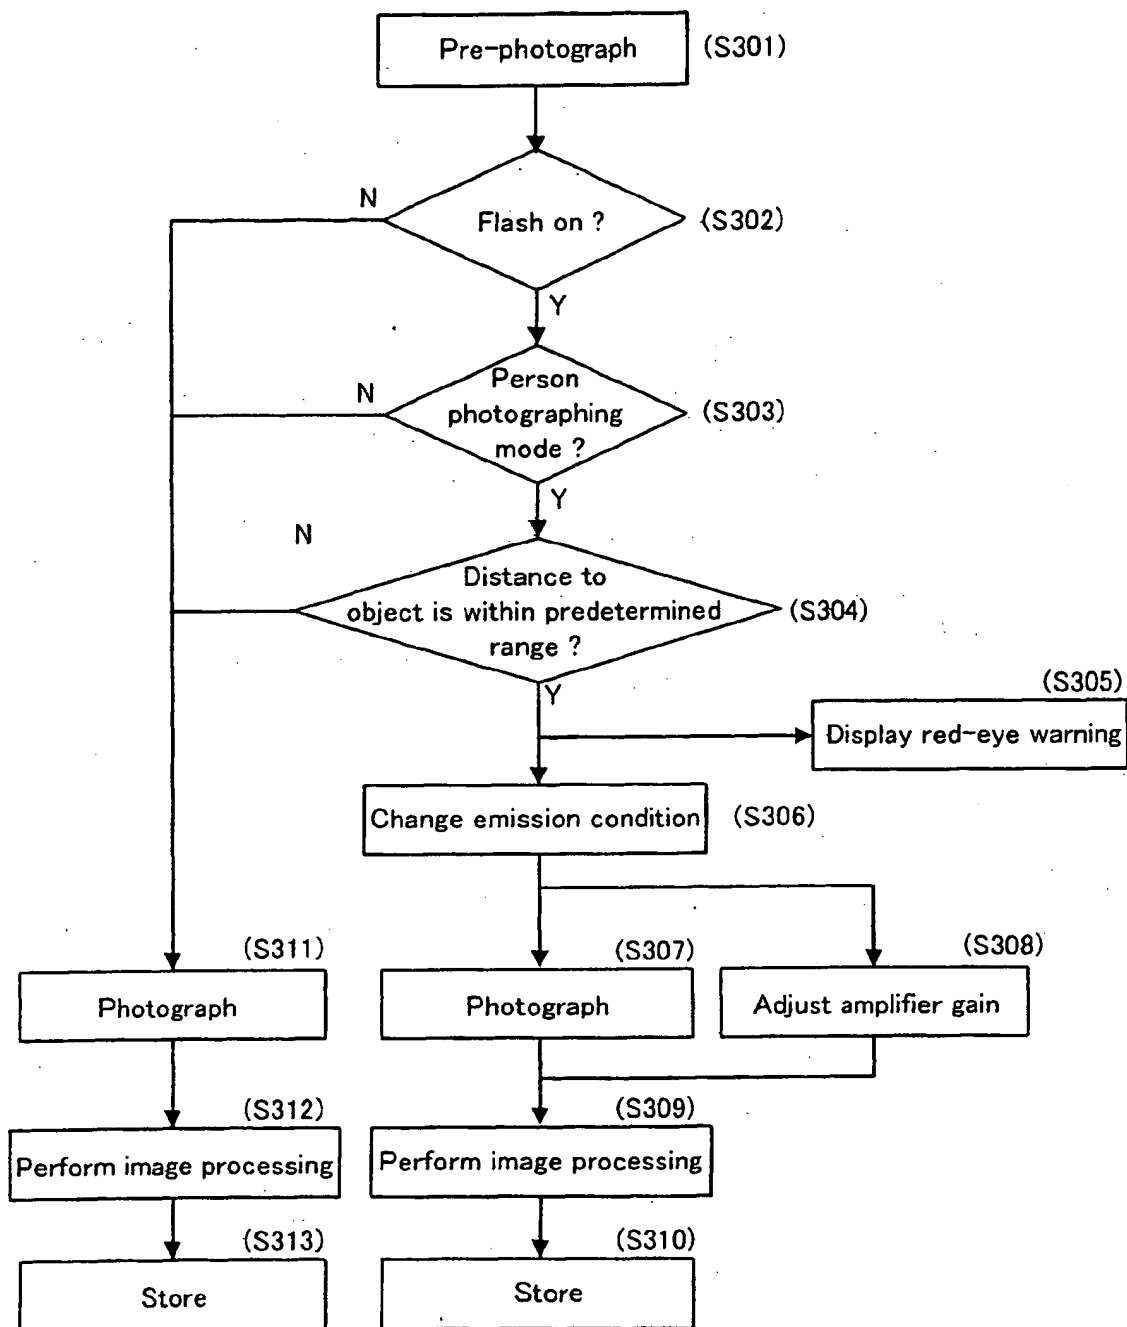 Pre-photograph (S301)
N
Flash on ? (S302)
Y
N
Person
photographing
mode ?
(S303)
Y
N
Distance to
object is within predetermined
range ?
(S304)
Y
(S305)
Display red-eye warning
Change emission condition (S306)
(S311)
Photograph
(S307)
Photograph
(S308)
Adjust amplifier gain
(S312)
Perform image processing
(S309)
Perform image processing
(S313)
Store
(S310)
Store